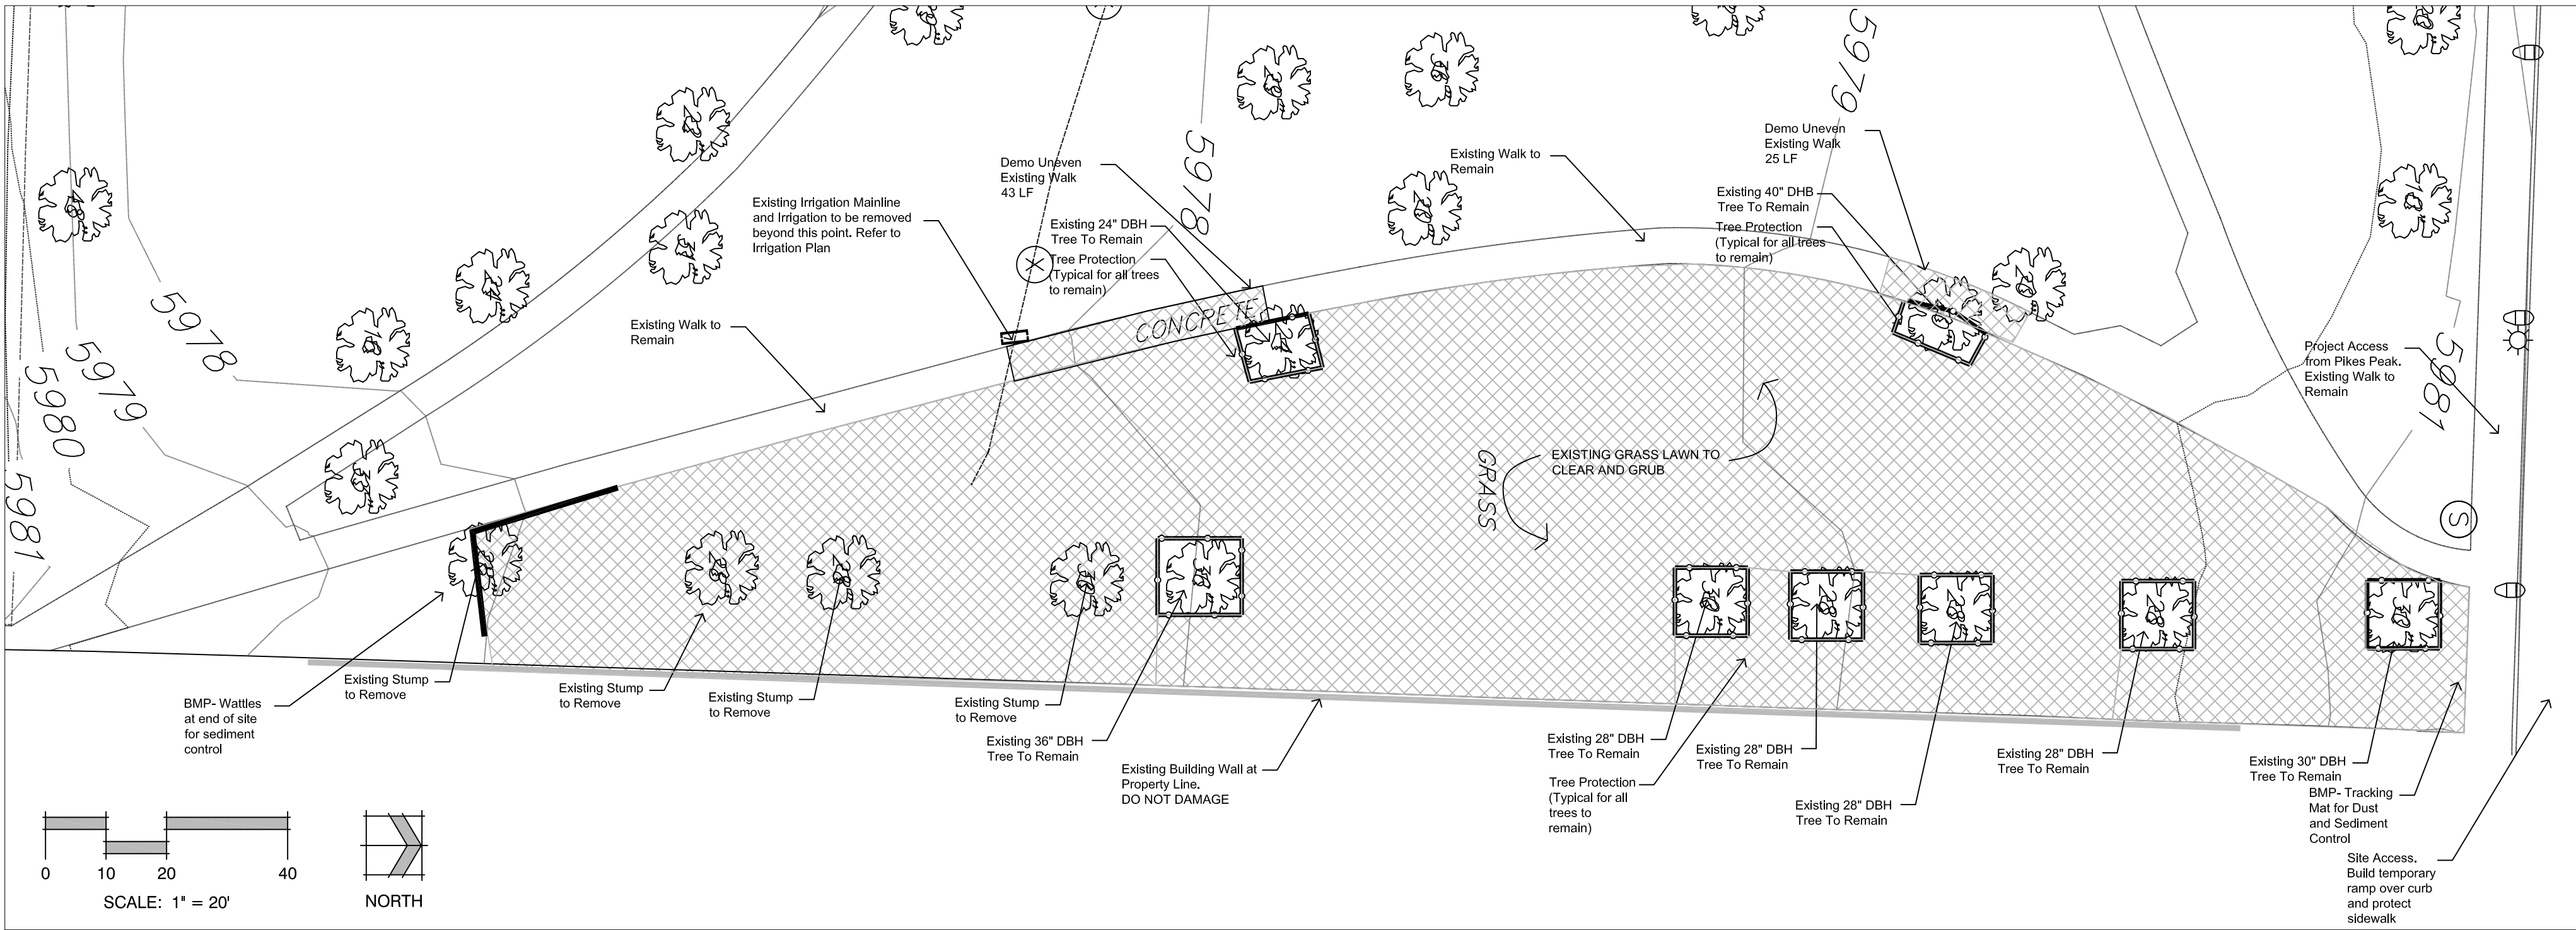 5979
5978
Demo Uneven
Existing Walk
43 LF
Existing Walk to
Remain
Demo Uneven
Existing Walk
25 LF
Existing Irrigation Mainline
and Irrigation to be removed
beyond this point. Refer to
Irrigation Plan
Existing 24" DBH
Tree To Remain
Tree Protection
(Typical for all trees
to remain)
Existing 40" DHB
Tree To Remain
Tree Protection
(Typical for all trees
to remain)
5978
5979
5980
5981
Existing Walk to
Remain
CONCRETE
Project Access
from Pikes Peak.
Existing Walk to
Remain
5981
GRASS
EXISTING GRASS LAWN TO
CLEAR AND GRUB
S
BMP- Wattles
at end of site
for sediment
control
Existing Stump
to Remove
Existing Stump
to Remove
Existing Stump
to Remove
Existing Stump
to Remove
Existing 36" DBH
Tree To Remain
Existing Building Wall at
Property Line.
DO NOT DAMAGE
Existing 28" DBH
Tree To Remain
Tree Protection
(Typical for all
trees to
remain)
Existing 28" DBH
Tree To Remain
Existing 28" DBH
Tree To Remain
Existing 28" DBH
Tree To Remain
Existing 30" DBH
Tree To Remain
BMP- Tracking
Mat for Dust
and Sediment
Control
Site Access.
Build temporary
ramp over curb
and protect
sidewalk
0 10 20 40
SCALE: 1" = 20'
NORTH